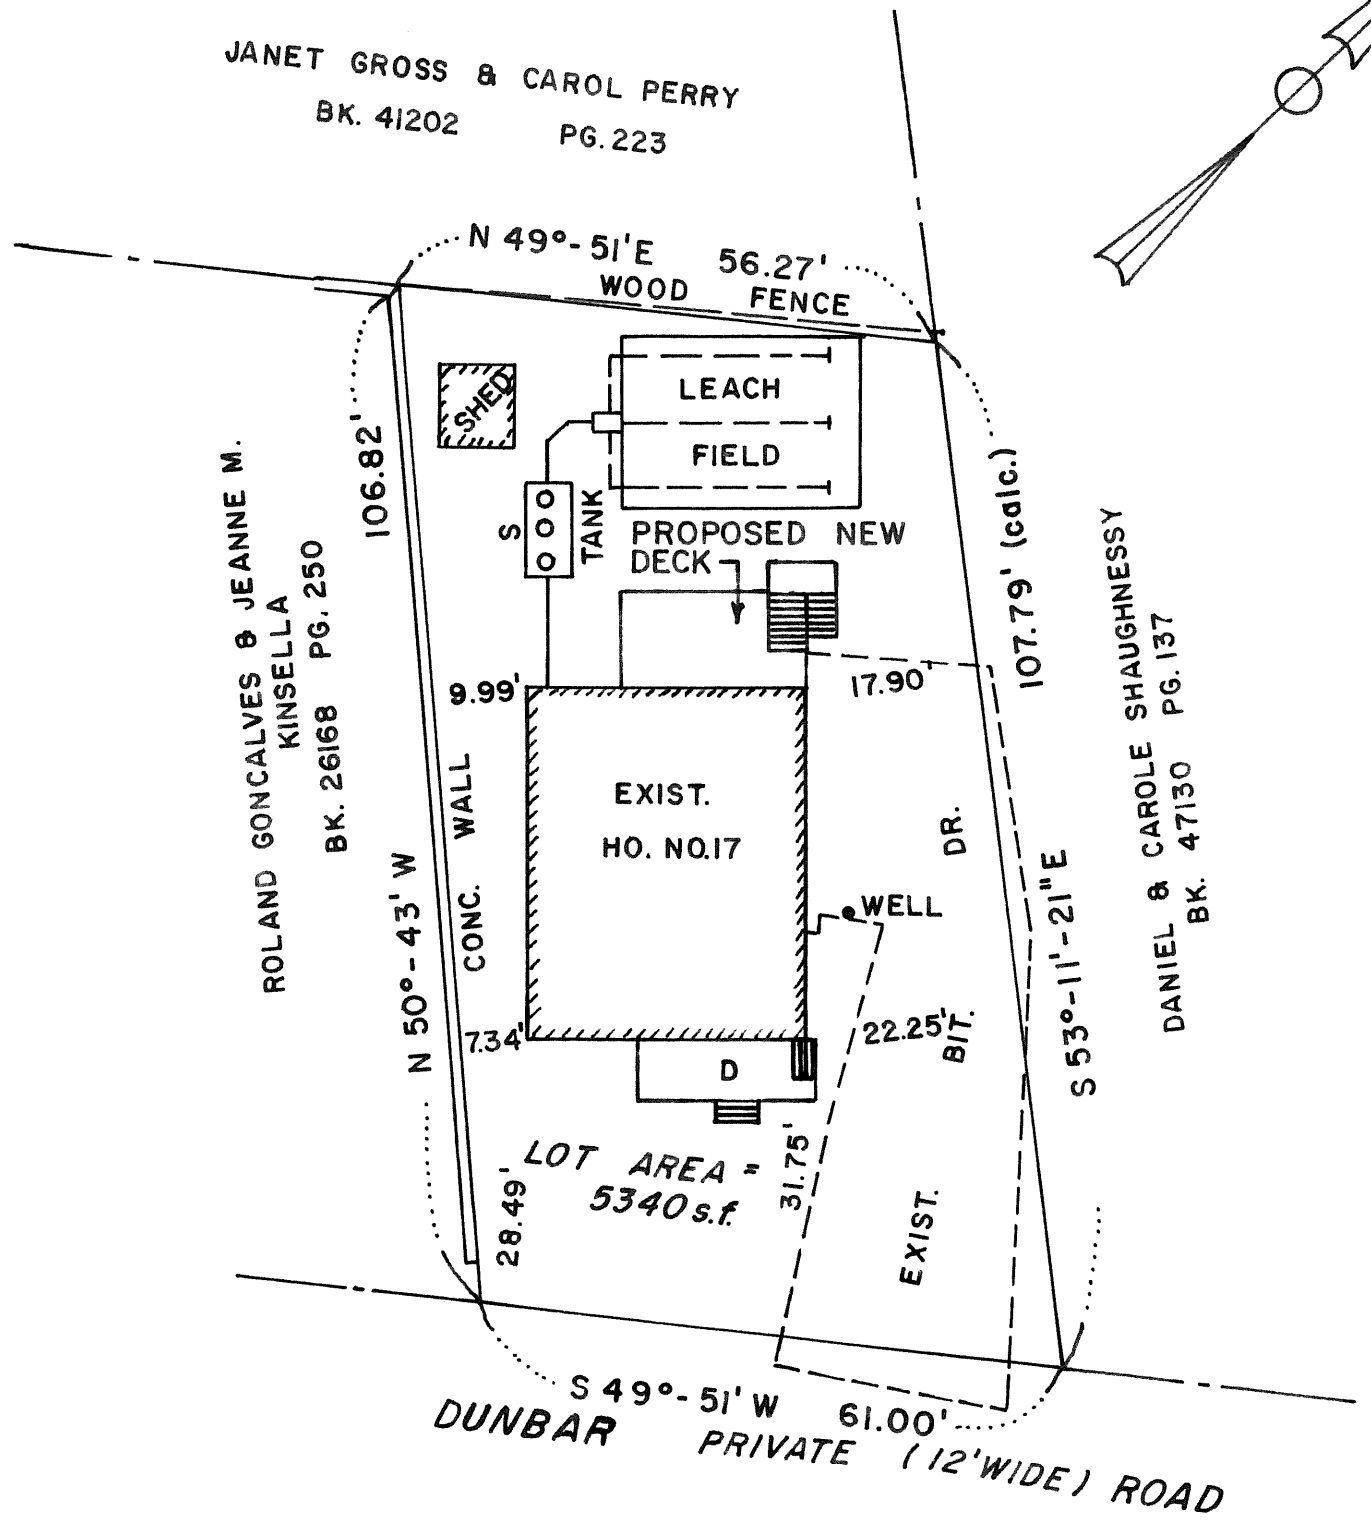 JANET GROSS & CAROL PERRY
BK. 41202 PG. 223
N 49°-51'E 56.27'
WOOD FENCE
SHED
LEACH
FIELD
106.82'
S
TANK
PROPOSED NEW
DECK
107.79' (calc.)
ROLAND GONCALVES & JEANNE M.
KINSELLA
BK. 26168 PG. 250
DANIEL & CAROLE SHAUGHNESSY
BK. 47130 PG. 137
9.99'
17.90'
CONC. WALL
EXIST.
HO. NO.17
WELL
N 50°-43' W
S 53°-11'-21"E
7.34'
22.25'
D
EXIST. BIT. DR.
LOT AREA =
5340 s.f.
28.49'
31.75'
S 49°-51' W 61.00'
DUNBAR PRIVATE (12'WIDE) ROAD